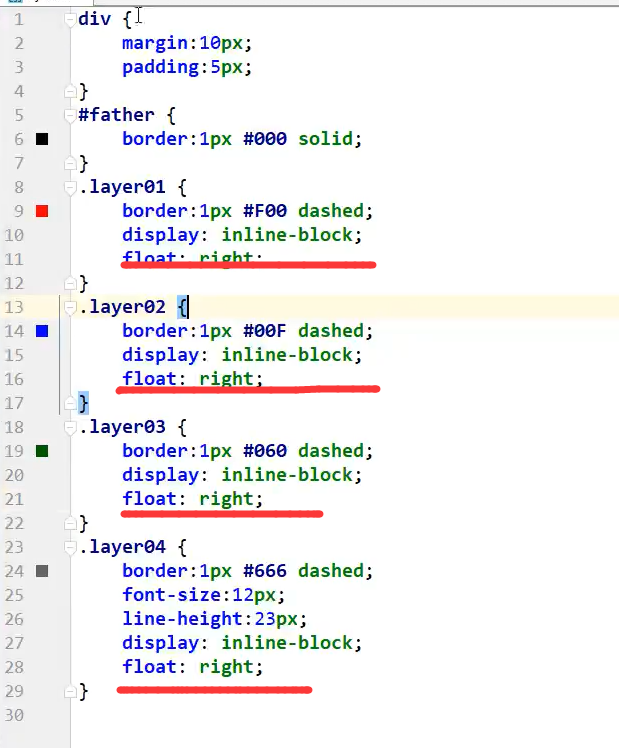 1 div {
2 margin:10px;
3 padding:5px;
4 }
5 #father {
6 border:1px #000 solid;
7 }
8 .layer01 {
9 border:1px #F00 dashed;
10 display: inline-block;
11 float: right;
12 }
13 .layer02 {
14 border:1px #00F dashed;
15 display: inline-block;
16 float: right;
17 }
18 .layer03 {
19 border:1px #060 dashed;
20 display: inline-block;
21 float: right;
22 }
23 .layer04 {
24 border:1px #666 dashed;
25 font-size:12px;
26 line-height:23px;
27 display: inline-block;
28 float: right;
29 }
30